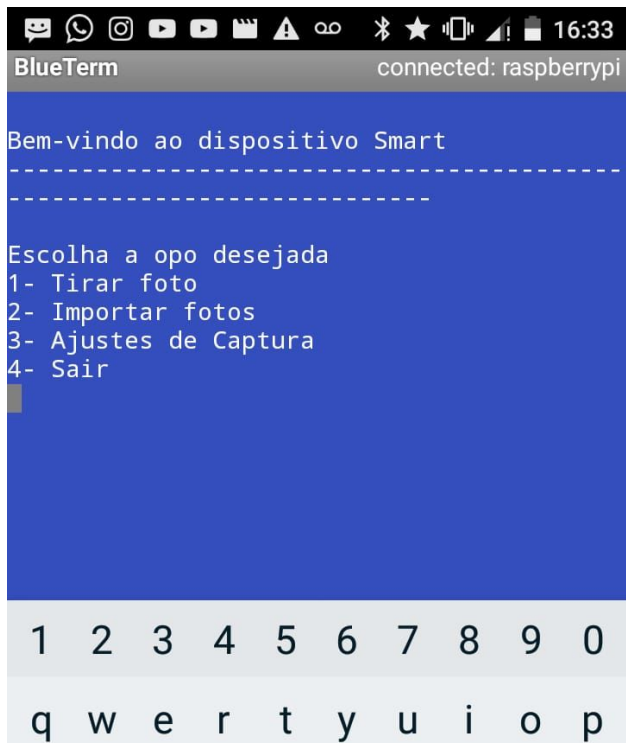 16:33
BlueTerm connected: raspberrypi
Bem-vindo ao dispositivo Smart
------------------------------------------
-----------------------------
Escolha a opo desejada
1- Tirar foto
2- Importar fotos
3- Ajustes de Captura
4- Sair
1 2 3 4 5 6 7 8 9 0
q w e r t y u i o p